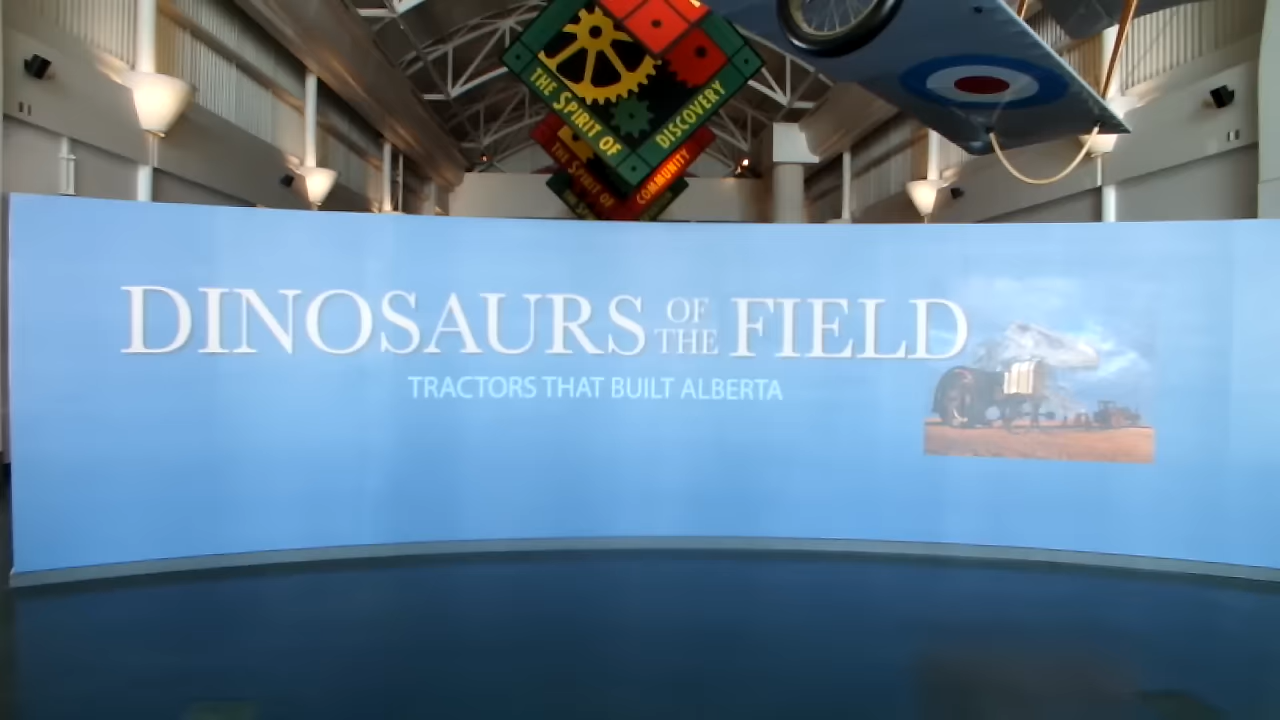 THE SPIRIT OF
DISCOVERY
THE SPIRIT OF
COMMUNITY
DINOSAURS OF THE FIELD
TRACTORS THAT BUILT ALBERTA